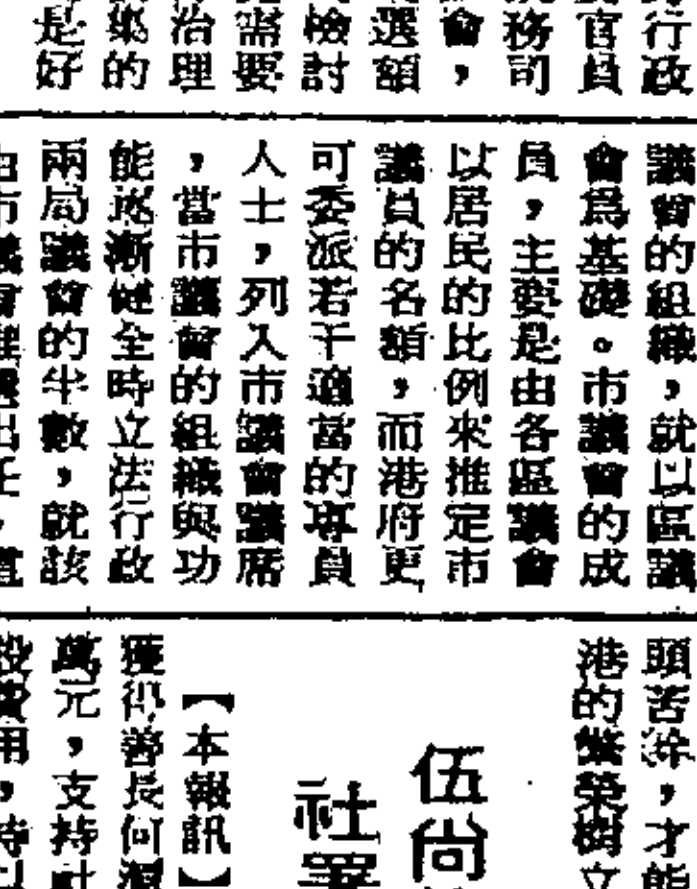 行政
官員
務司
會，
選額
檢討
需要
治理
的
是好
議會的組織，就以區議
會爲基礎。市議會的成
員，主要是由各區議會
以居民的比例來推定市
議員的名額，而港府更
可委派若干適當的專員
人士，列入市議會議席
，當市議會的組織與功
能逐漸健全時立法行政
兩局議會的半數，就該
頭苦幹，才能
港的繁榮樹立
伍尚
社署
【本報訊】
獲得善長何
萬元，支持社
費用，